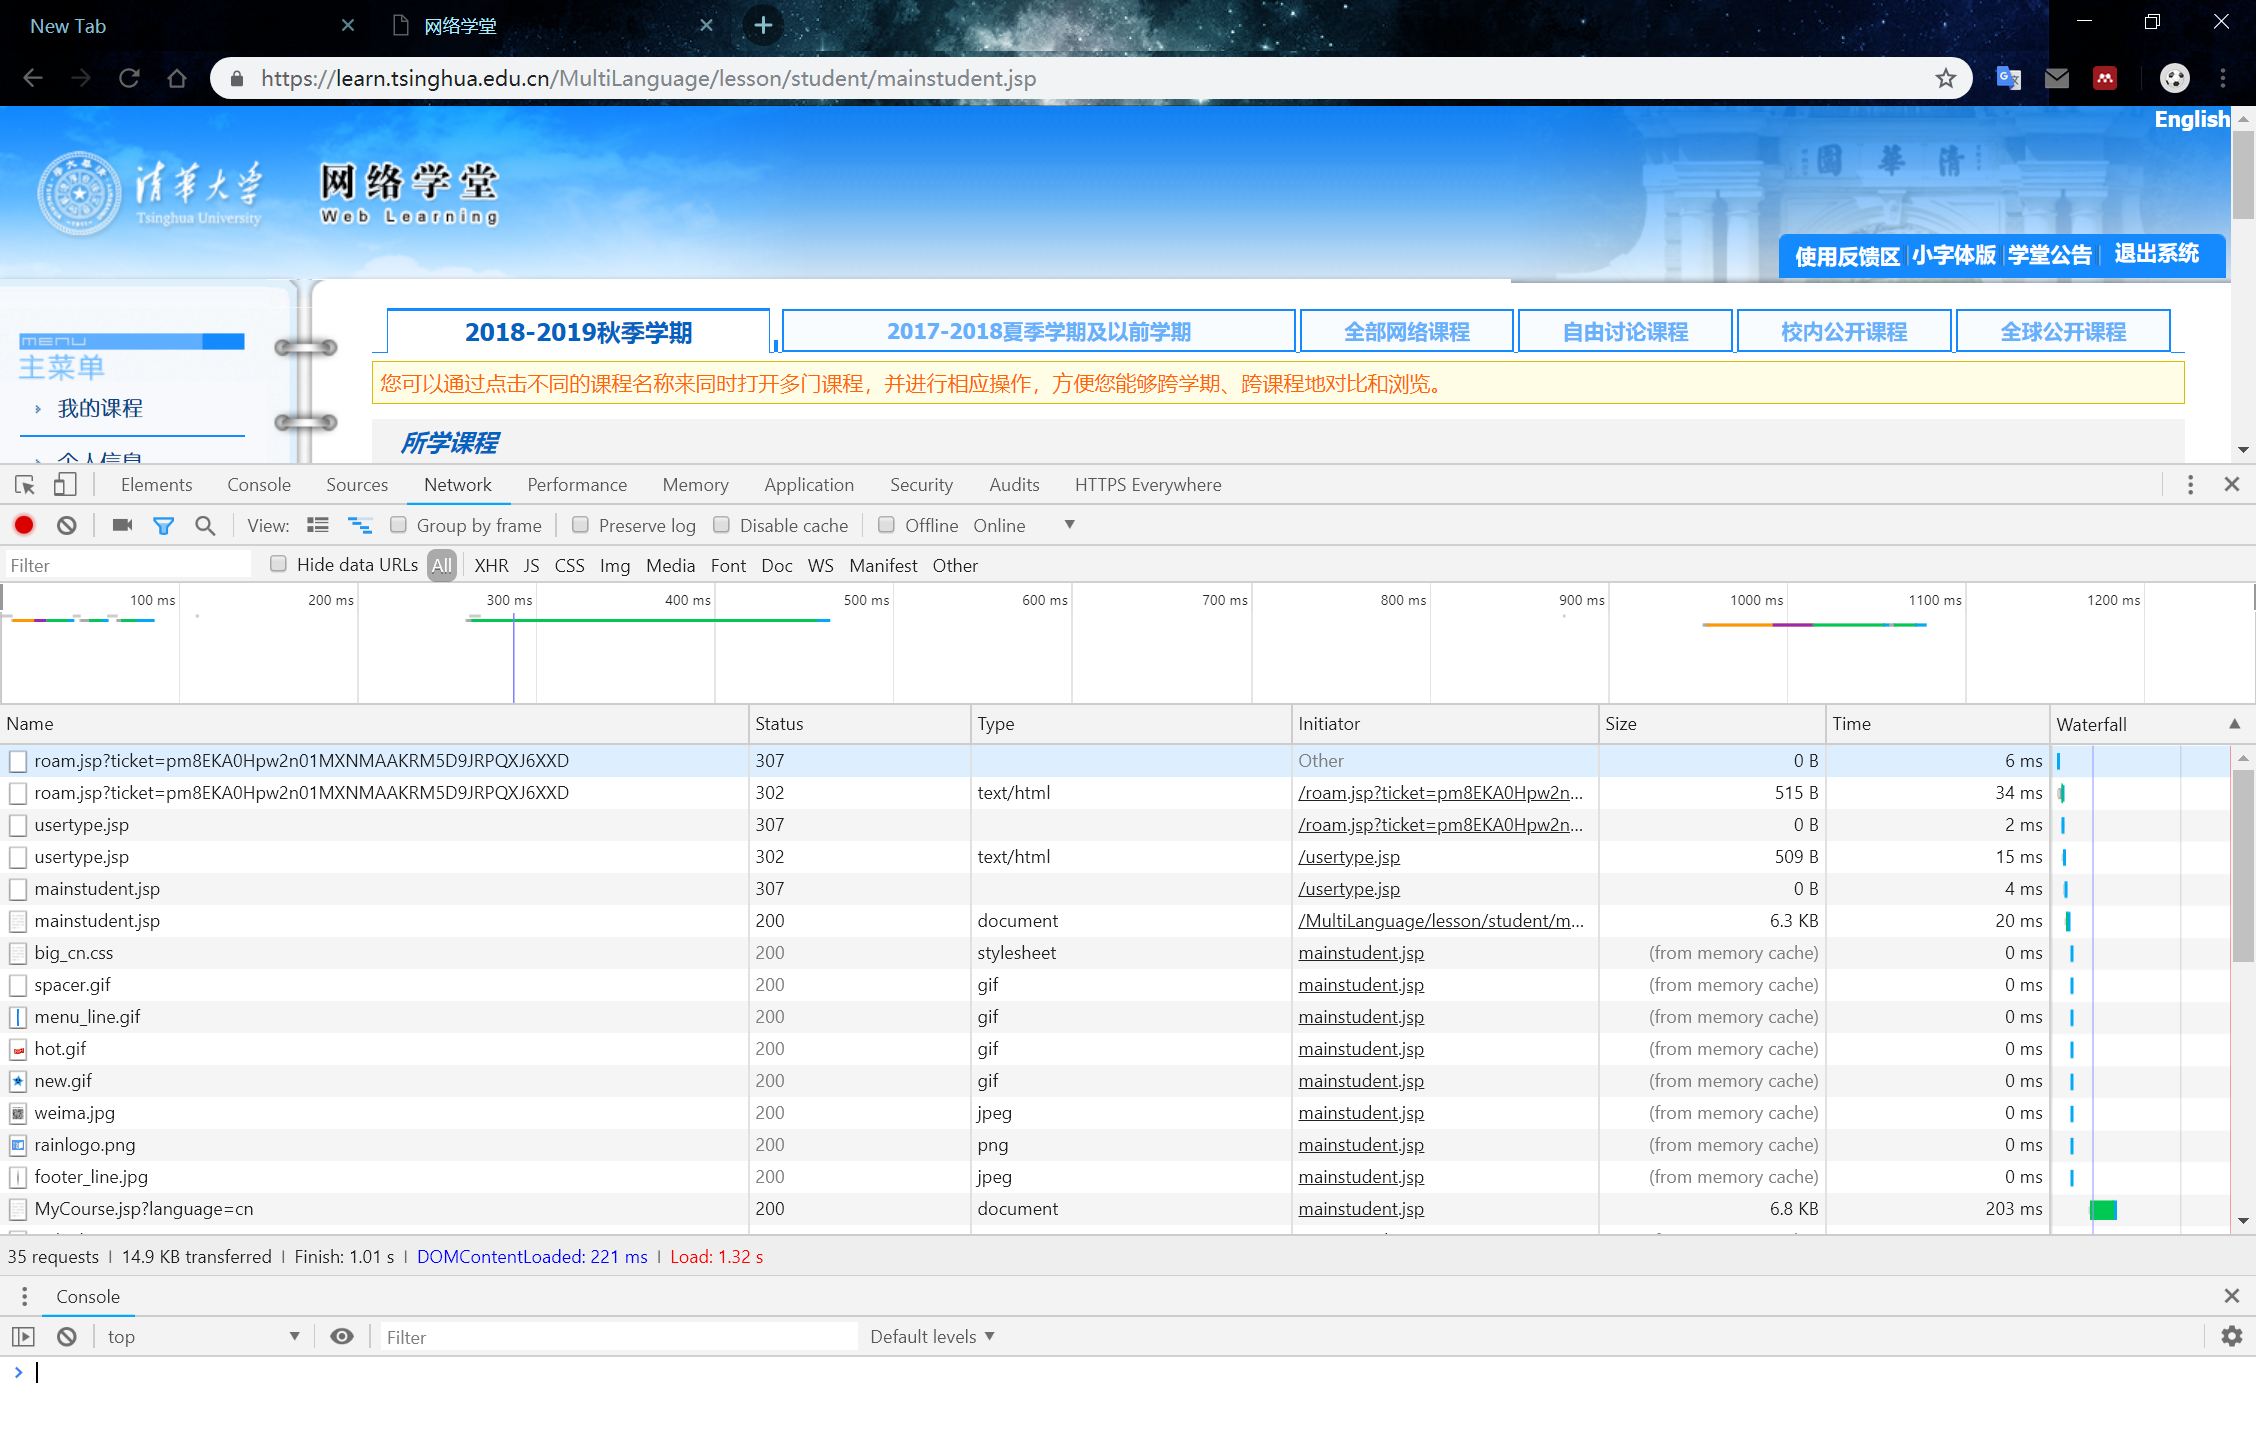 New Tab
网络学堂
https://learn.tsinghua.edu.cn/MultiLanguage/lesson/student/mainstudent.jsp
English
清华大学
Tsinghua University
网络学堂
Web Learning
清華園
使用反馈区 小字体版 学堂公告 退出系统
MENU
主菜单
我的课程
个人信息
2018-2019秋季学期 2017-2018夏季学期及以前学期 全部网络课程 自由讨论课程 校内公开课程 全球公开课程
您可以通过点击不同的课程名称来同时打开多门课程，并进行相应操作，方便您能够跨学期、跨课程地对比和浏览。
所学课程
Elements Console Sources Network Performance Memory Application Security Audits HTTPS Everywhere
View: Group by frame Preserve log Disable cache Offline Online
Filter Hide data URLs All XHR JS CSS Img Media Font Doc WS Manifest Other
100 ms 200 ms 300 ms 400 ms 500 ms 600 ms 700 ms 800 ms 900 ms 1000 ms 1100 ms 1200 ms
Name Status Type Initiator Size Time Waterfall
roam.jsp?ticket=pm8EKA0Hpw2n01MXNMAAKRM5D9JRPQXJ6XXD 307 Other 0 B 6 ms
roam.jsp?ticket=pm8EKA0Hpw2n01MXNMAAKRM5D9JRPQXJ6XXD 302 text/html /roam.jsp?ticket=pm8EKA0Hpw2n... 515 B 34 ms
usertype.jsp 307 /roam.jsp?ticket=pm8EKA0Hpw2n... 0 B 2 ms
usertype.jsp 302 text/html /usertype.jsp 509 B 15 ms
mainstudent.jsp 307 /usertype.jsp 0 B 4 ms
mainstudent.jsp 200 document /MultiLanguage/lesson/student/m... 6.3 KB 20 ms
big_cn.css 200 stylesheet mainstudent.jsp (from memory cache) 0 ms
spacer.gif 200 gif mainstudent.jsp (from memory cache) 0 ms
menu_line.gif 200 gif mainstudent.jsp (from memory cache) 0 ms
hot.gif 200 gif mainstudent.jsp (from memory cache) 0 ms
new.gif 200 gif mainstudent.jsp (from memory cache) 0 ms
weima.jpg 200 jpeg mainstudent.jsp (from memory cache) 0 ms
rainlogo.png 200 png mainstudent.jsp (from memory cache) 0 ms
footer_line.jpg 200 jpeg mainstudent.jsp (from memory cache) 0 ms
MyCourse.jsp?language=cn 200 document mainstudent.jsp 6.8 KB 203 ms
35 requests | 14.9 KB transferred | Finish: 1.01 s | DOMContentLoaded: 221 ms | Load: 1.32 s
Console
top Filter Default levels